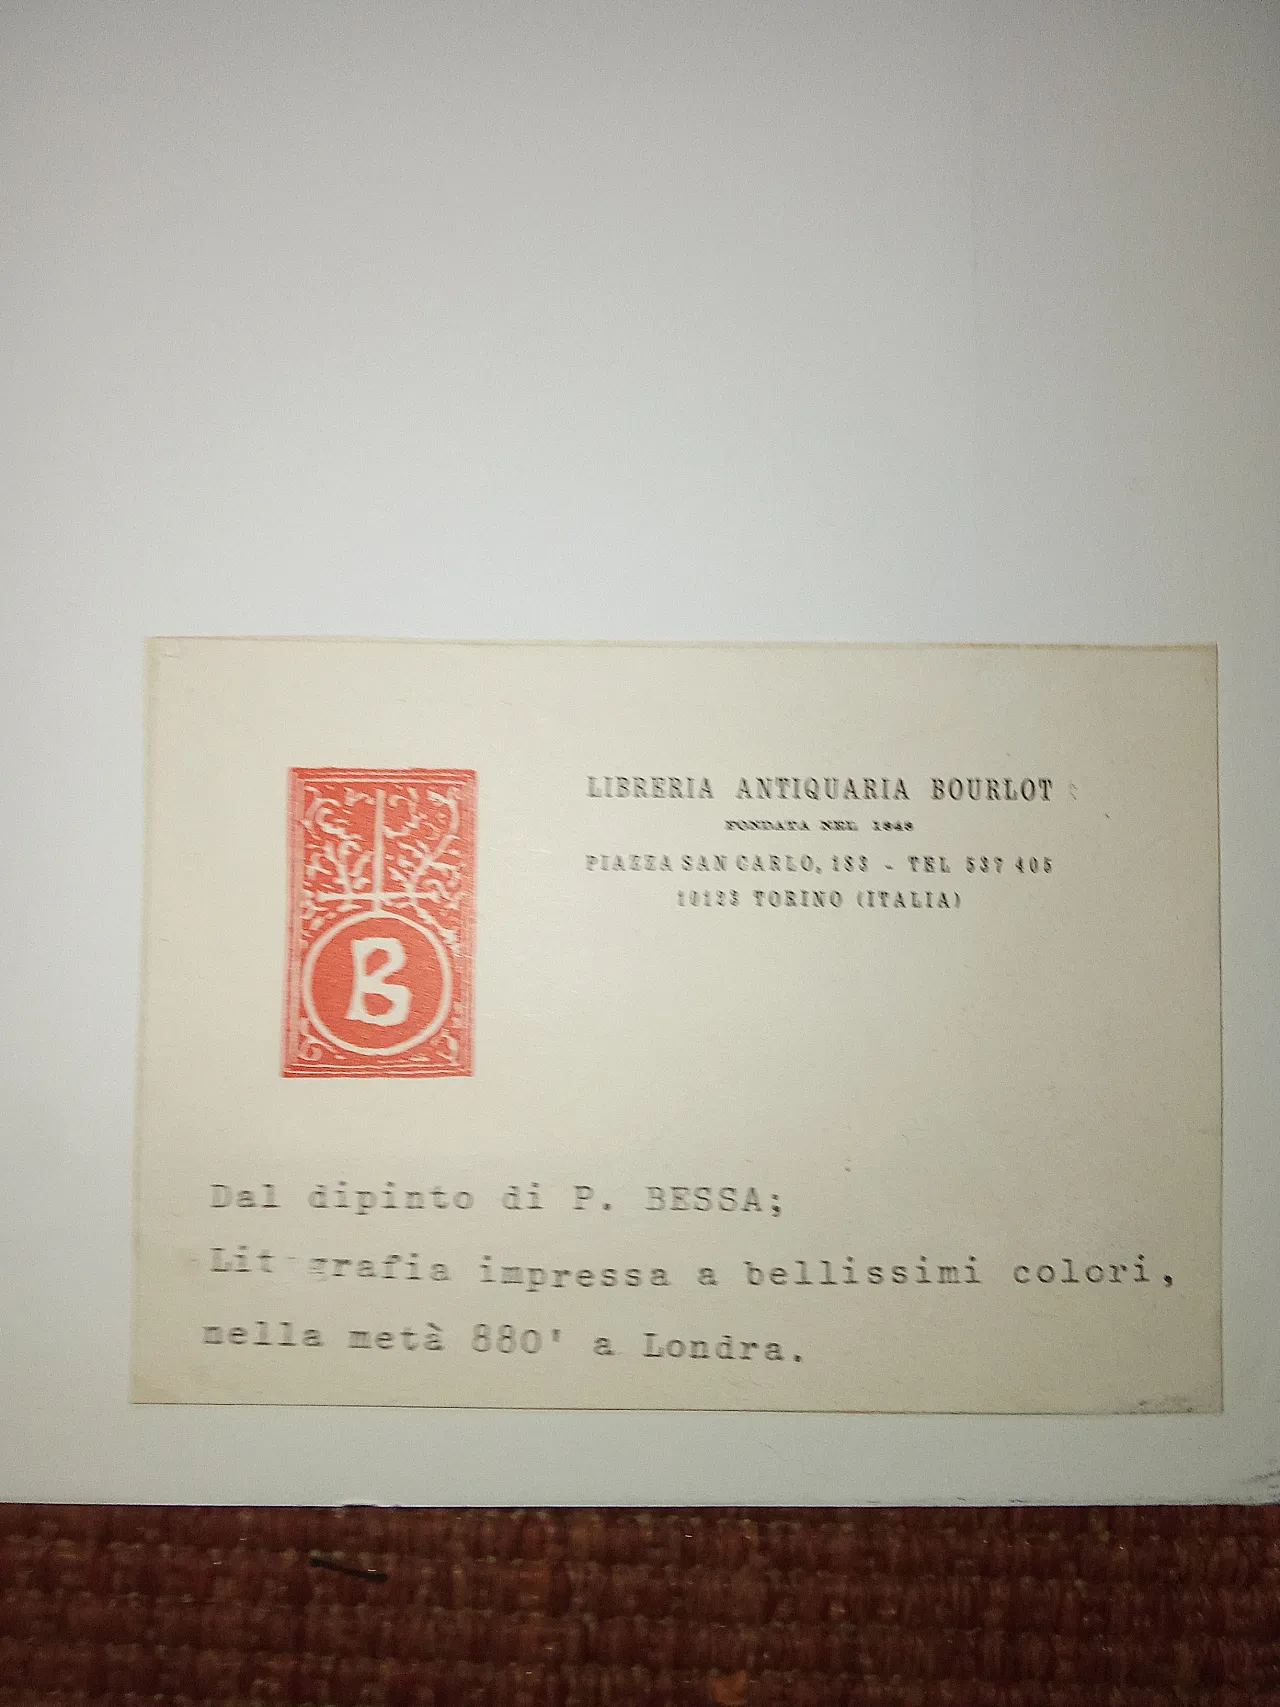 LIBRERIA ANTIQUARIA BOURLOT
FONDATA NEL 1848
PIAZZA SAN CARLO, 183 - TEL 537 405
10123 TORINO (ITALIA)
B
Dal dipinto di P. BESSA;
Lit grafia impressa a bellissimi colori,
nella metà 880' a Londra.